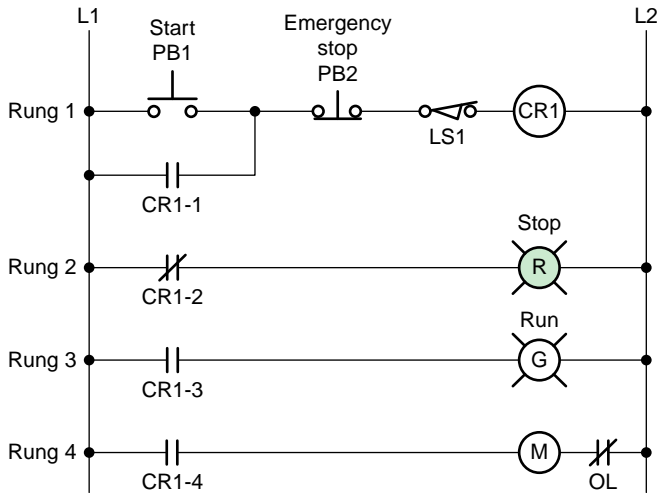 L1
L2
Start
PB1
Emergency
stop
PB2
Rung 1
CR1
LS1
CR1-1
Stop
Rung 2
R
CR1-2
Run
Rung 3
G
CR1-3
Rung 4
M
CR1-4
OL